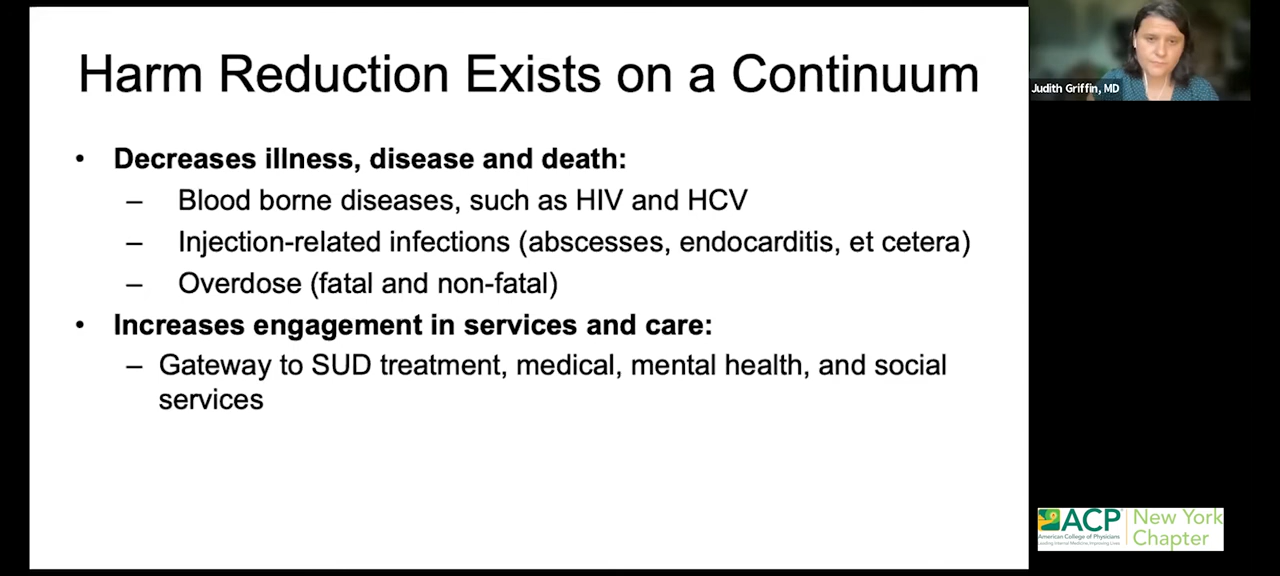 Harm Reduction Exists on a Continuum
• Decreases illness, disease and death:
– Blood borne diseases, such as HIV and HCV
– Injection-related infections (abscesses, endocarditis, et cetera)
– Overdose (fatal and non-fatal)
• Increases engagement in services and care:
– Gateway to SUD treatment, medical, mental health, and social
services
Judith Griffin, MD
ACP
American College of Physicians
Leading Internal Medicine, Improving Lives
New York
Chapter